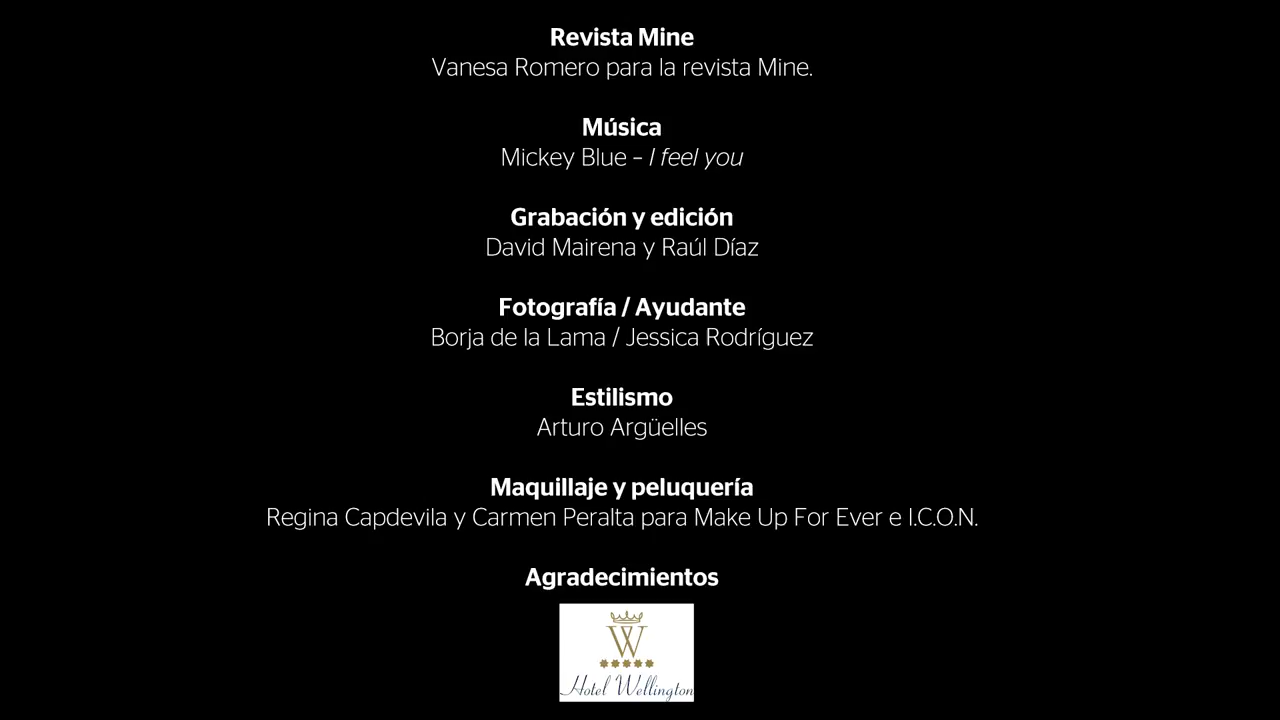 Revista Mine
Vanesa Romero para la revista Mine.
Música
Mickey Blue – I feel you
Grabación y edición
David Mairena y Raúl Díaz
Fotografía / Ayudante
Borja de la Lama / Jessica Rodríguez
Estilismo
Arturo Argüelles
Maquillaje y peluquería
Regina Capdevila y Carmen Peralta para Make Up For Ever e I.C.O.N.
Agradecimientos
W
Hotel Wellington